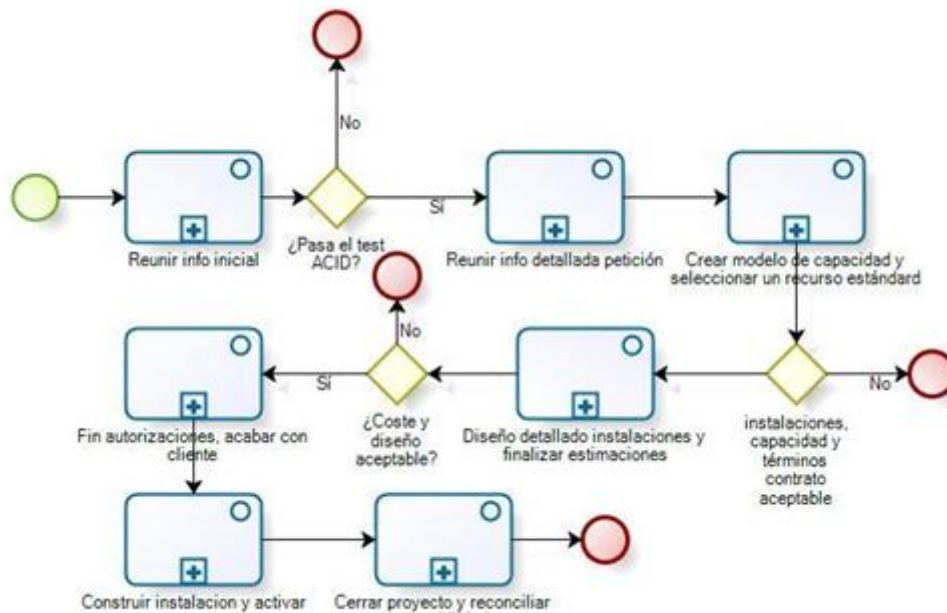 No
Sí
Reunir info inicial
¿Pasa el test
ACID?
Reunir info detallada petición
Crear modelo de capacidad y
seleccionar un recurso estándard
No
Sí
No
Fin autorizaciones, acabar con
cliente
¿Coste y
diseño
aceptable?
Diseño detallado instalaciones y
finalizar estimaciones
instalaciones,
capacidad y
términos
contrato
aceptable
Construir instalacion y activar
Cerrar proyecto y reconciliar